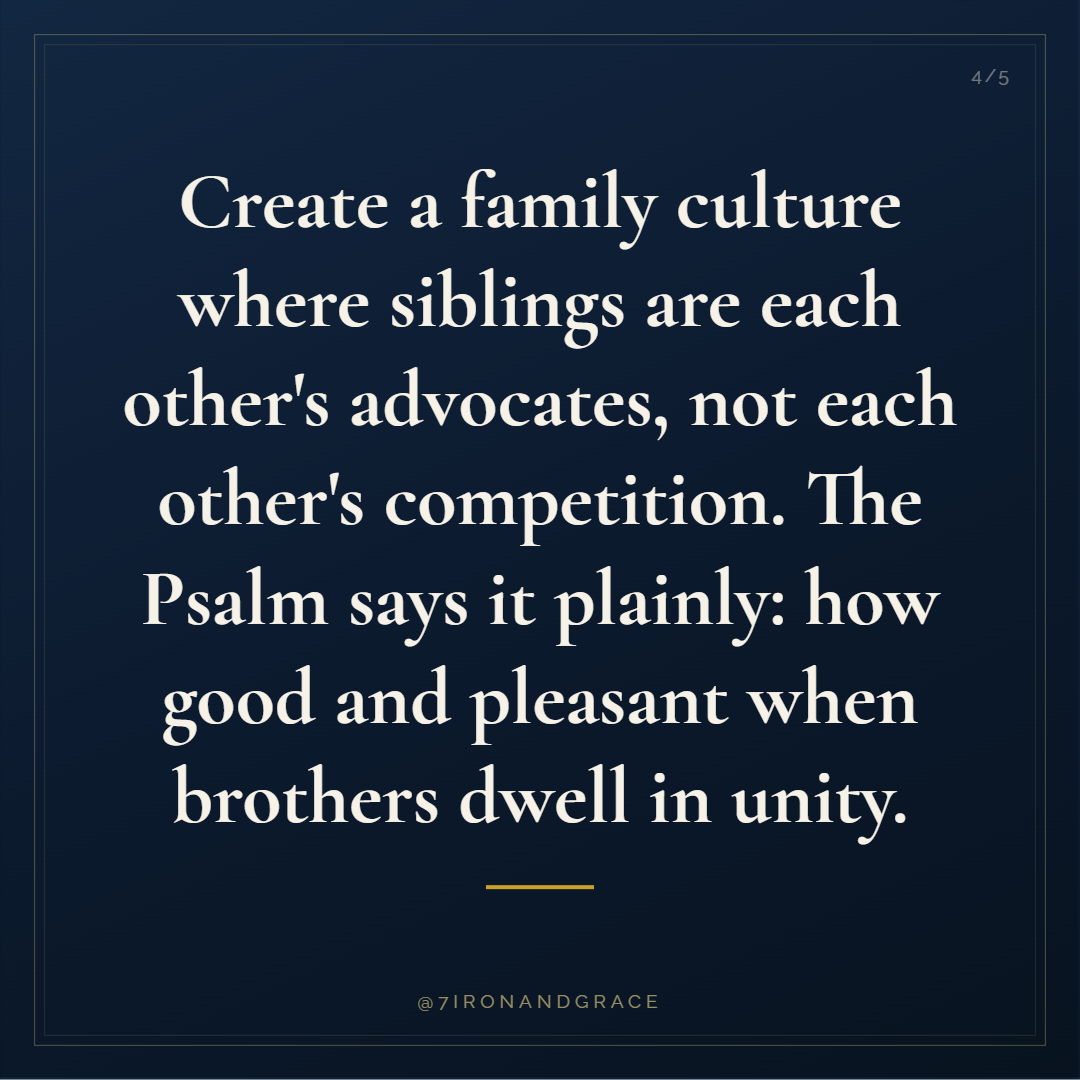 4/5
Create a family culture
where siblings are each
other's advocates, not each
other's competition. The
Psalm says it plainly: how
good and pleasant when
brothers dwell in unity.
@7IRONANDGRACE